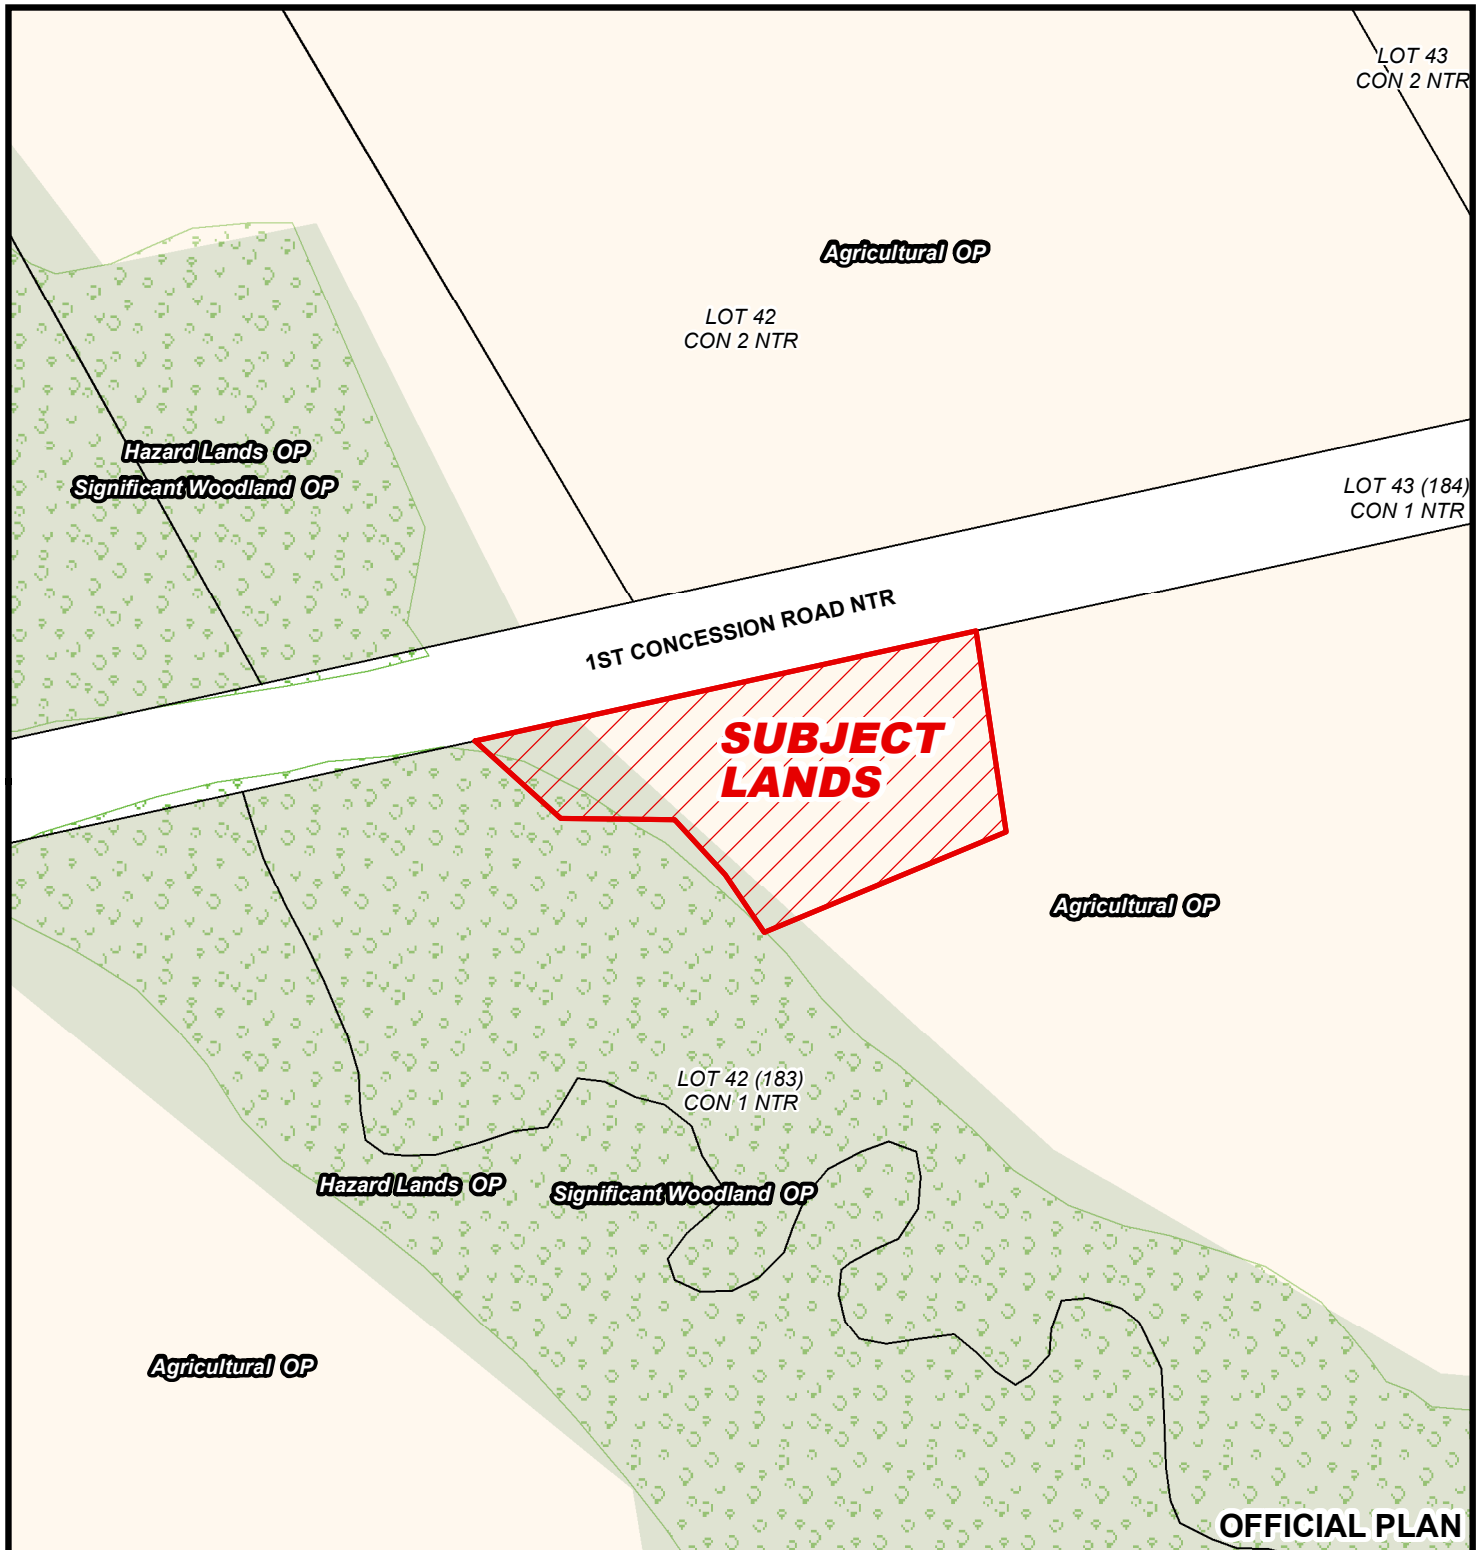 LOT 43
CON 2 NTR
Agricultural OP
LOT 42
CON 2 NTR
Hazard Lands OP
Significant Woodland OP
LOT 43 (184)
CON 1 NTR
1ST CONCESSION ROAD NTR
SUBJECT
LANDS
Agricultural OP
LOT 42 (183)
CON 1 NTR
Hazard Lands OP
Significant Woodland OP
Agricultural OP
OFFICIAL PLAN